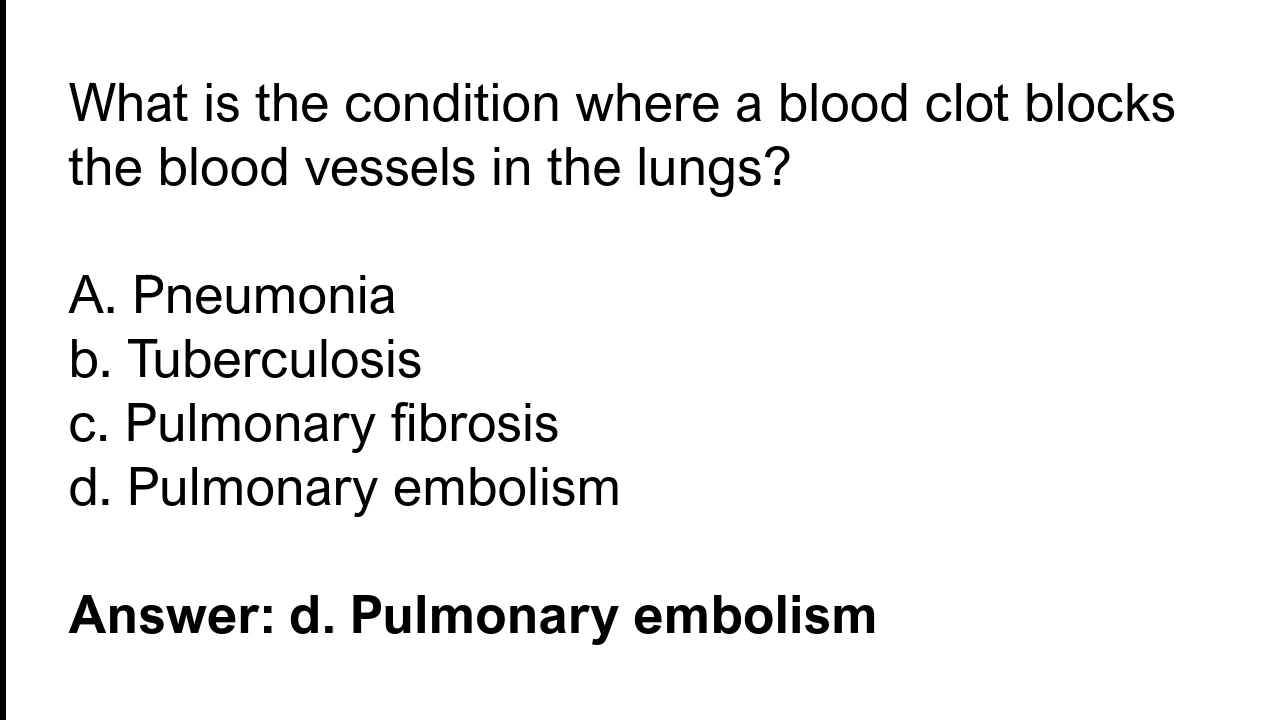 What is the condition where a blood clot blocks
the blood vessels in the lungs?
A. Pneumonia
b. Tuberculosis
c. Pulmonary fibrosis
d. Pulmonary embolism
Answer: d. Pulmonary embolism